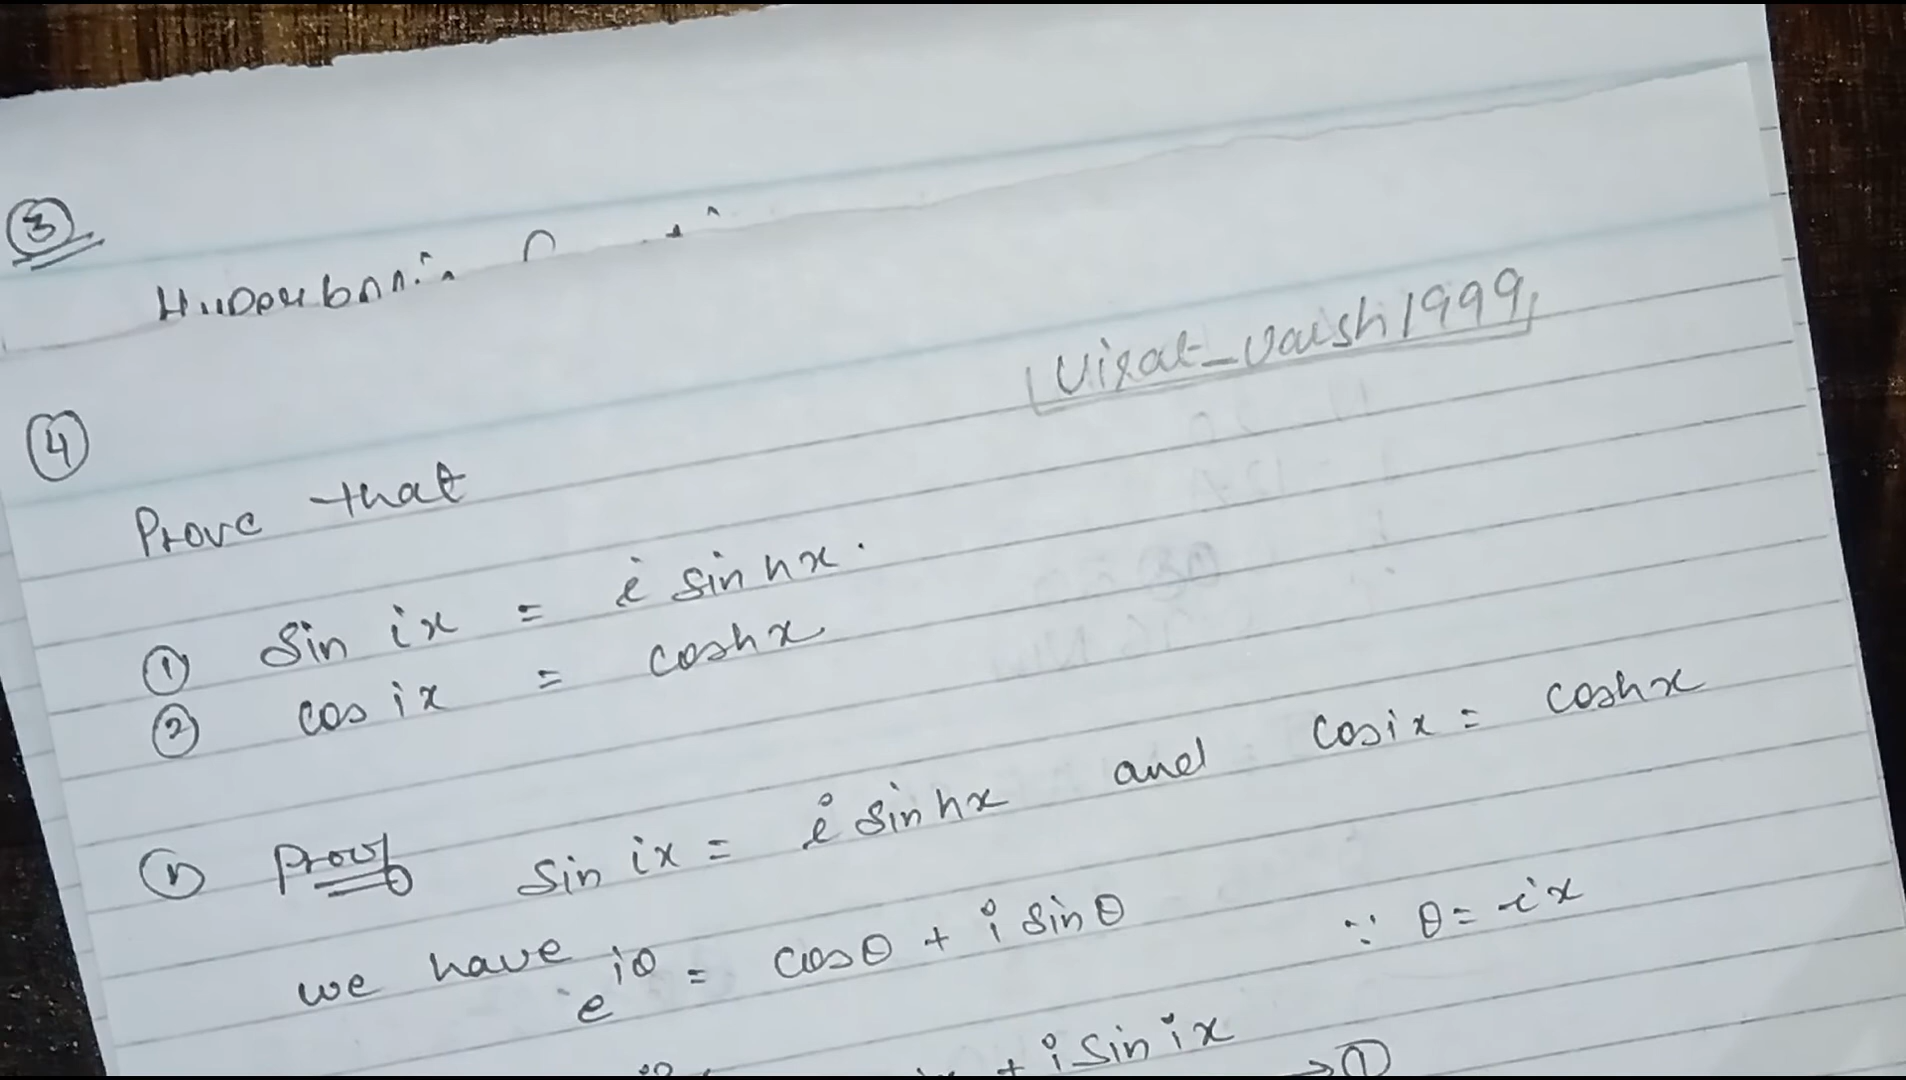 ③
④
Virat_vaish1999
Prove that
① Sin ix = i sin hx.
② cos ix = coshx
① Proof sin ix = i sin hx and cosix = coshx
we have
e^iθ = cosθ + i sinθ ∵ θ = ix
+ i sin ix → ①